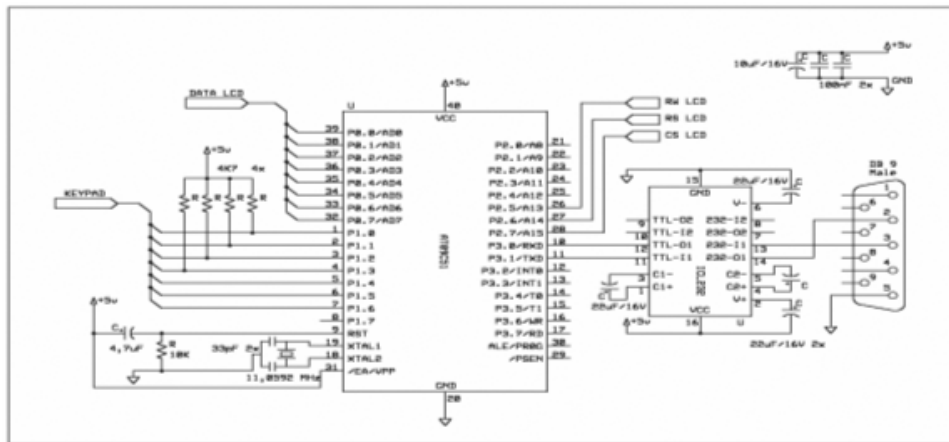 +5v
10uF/16V
C
C
C
GND
100nF 2x
DATA LCD
+5v
4K7 4x
R R R R
KEYPAD
+5v
C.
4,7uF
R
10K
33pF 2x
11,0592 MHz
+5v
U
40
VCC
39 P0.0/AD0
38 P0.1/AD1
37 P0.2/AD2
36 P0.3/AD3
35 P0.4/AD4
34 P0.5/AD5
33 P0.6/AD6
32 P0.7/AD7
1 P1.0
2 P1.1
3 P1.2
4 P1.3
5 P1.4
6 P1.5
7 P1.6
8 P1.7
9 RST
19 XTAL1
18 XTAL2
31 /EA/VPP
AT89C51
P2.0/A8 21
P2.1/A9 22
P2.2/A10 23
P2.3/A11 24
P2.4/A12 25
P2.5/A13 26
P2.6/A14 27
P2.7/A15 28
P3.0/RXD 10
P3.1/TXD 11
P3.2/INT0 12
P3.3/INT1 13
P3.4/T0 14
P3.5/T1 15
P3.6/WR 16
P3.7/RD 17
ALE/PROG 30
/PSEN 29
GND
20
RW LCD
RS LCD
CS LCD
15
GND
22uF/16V
C
V- 6
9 TTL-O2 232-I2 8
10 TTL-I2 232-O2 7
12 TTL-O1 232-I1 13
11 TTL-I1 232-O1 14
3 C1- C2- 5
1 C1+ C2+ 4
V+ 2
C
C
C
22uF/16V
+5v
VCC
16
U
22uF/16V 2x
DB 9
Male
1
6
2
7
3
8
4
9
5